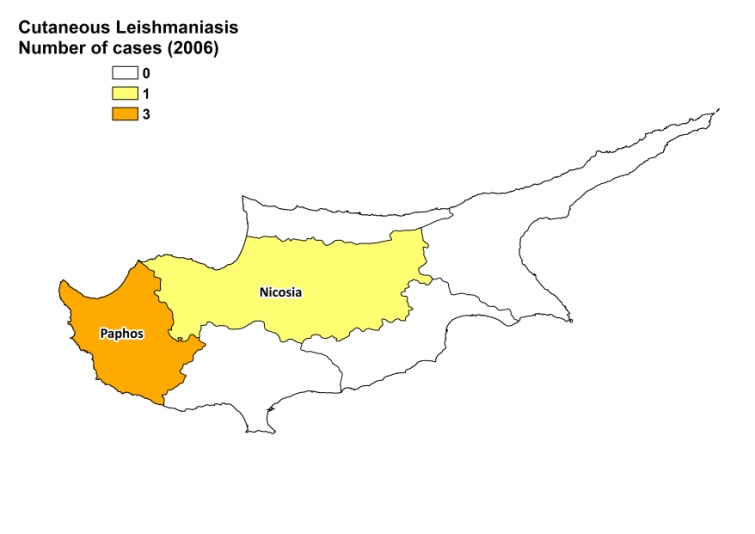 Cutaneous Leishmaniasis
Number of cases (2006)
0
1
3
Nicosia
Paphos